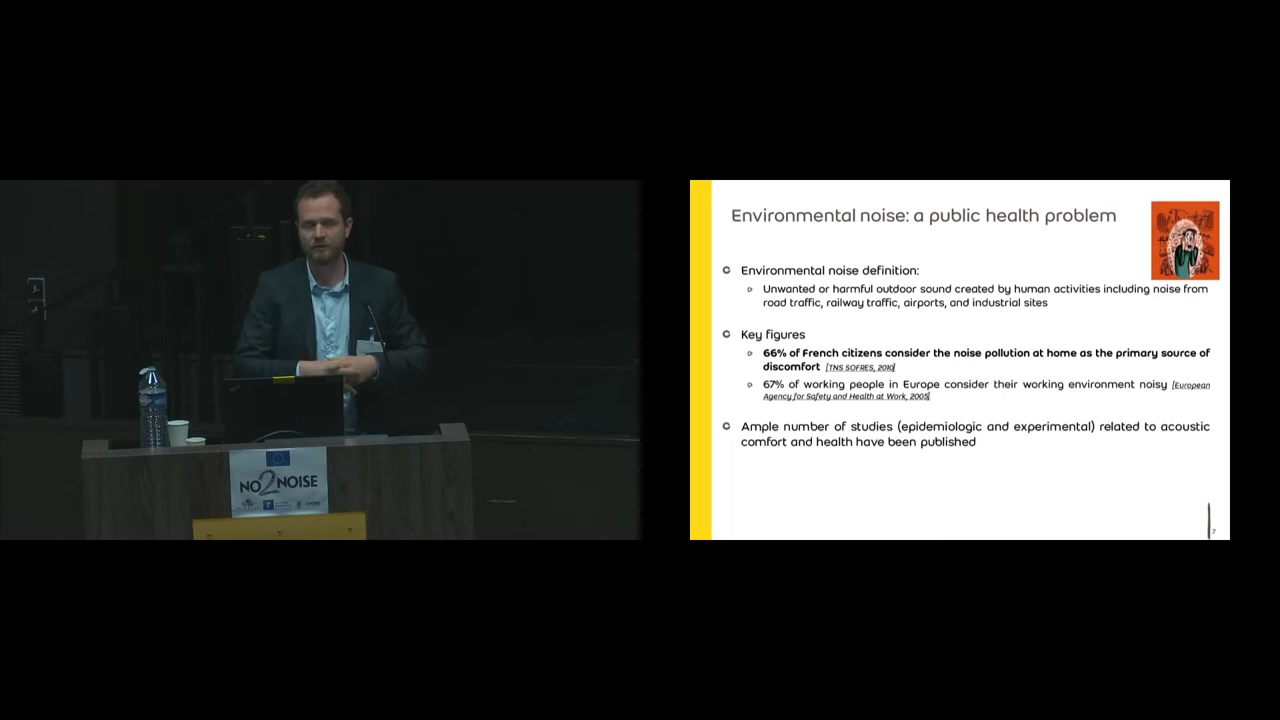 NO2NOISE
Environmental noise: a public health problem
Environmental noise definition:
Unwanted or harmful outdoor sound created by human activities including noise from
road traffic, railway traffic, airports, and industrial sites
Key figures
66% of French citizens consider the noise pollution at home as the primary source of
discomfort [TNS SOFRES, 2010]
67% of working people in Europe consider their working environment noisy [European
Agency for Safety and Health at Work, 2005]
Ample number of studies (epidemiologic and experimental) related to acoustic
comfort and health have been published
7